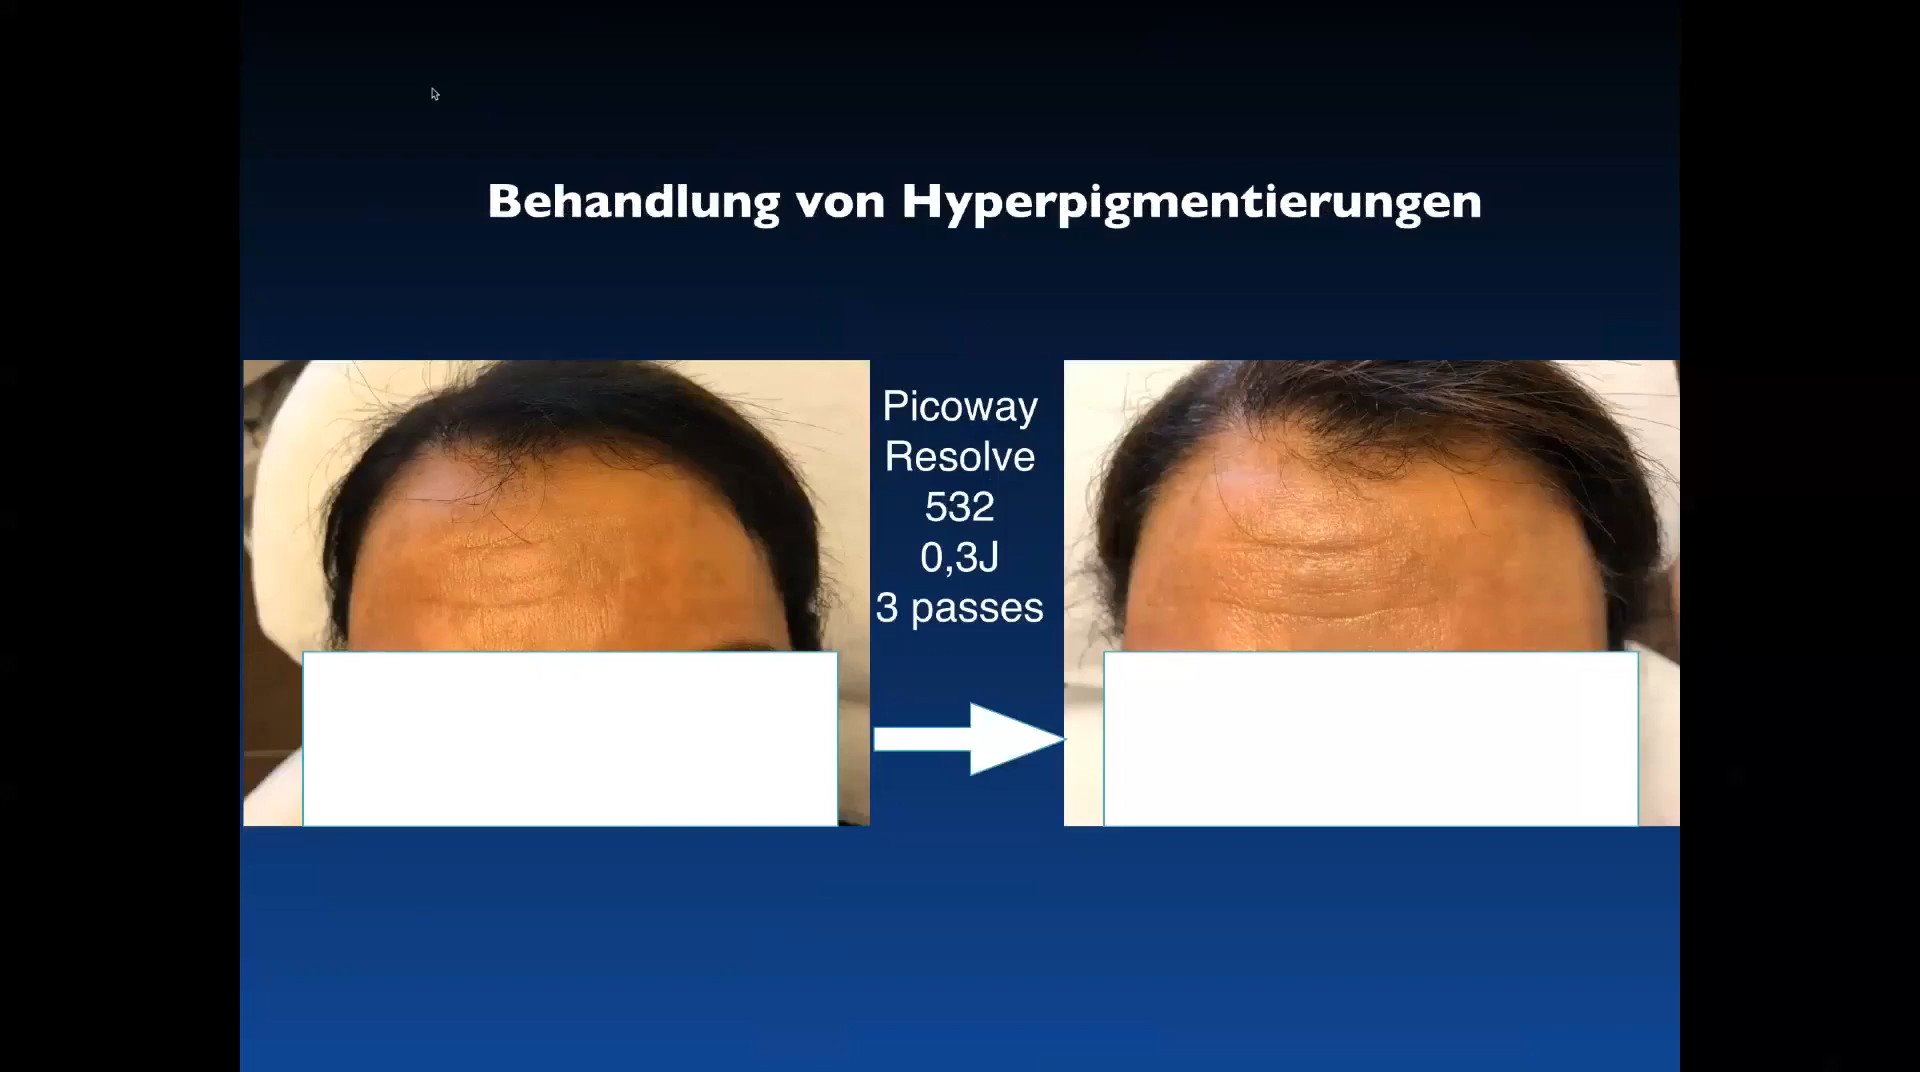 Behandlung von Hyperpigmentierungen
Picoway
Resolve
532
0,3J
3 passes